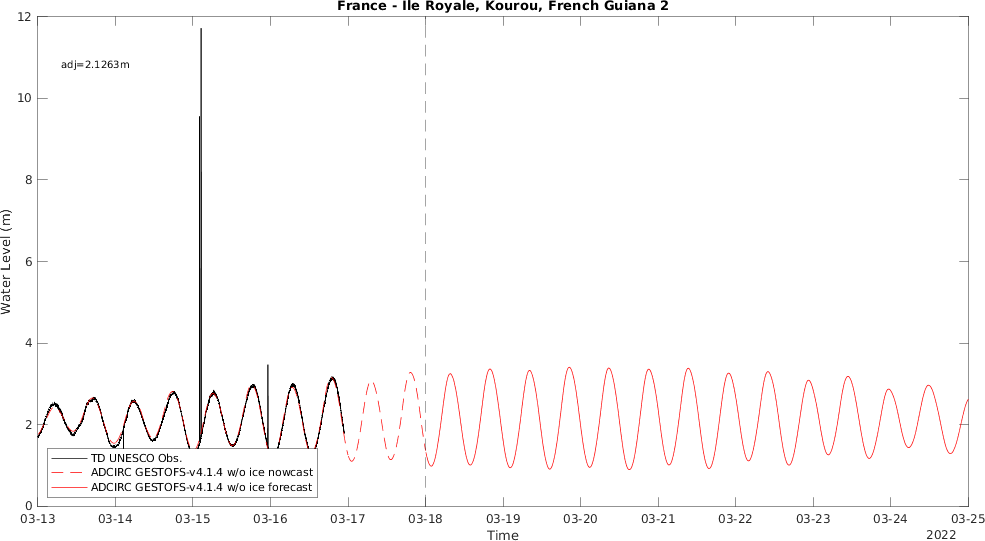 France - Ile Royale, Kourou, French Guiana 2
adj=2.1263m
Water Level (m)
12
10
8
6
4
2
0
TD UNESCO Obs.
ADCIRC GESTOFS-v4.1.4 w/o ice nowcast
ADCIRC GESTOFS-v4.1.4 w/o ice forecast
03-13 03-14 03-15 03-16 03-17 03-18 03-19 03-20 03-21 03-22 03-23 03-24 03-25
Time
2022